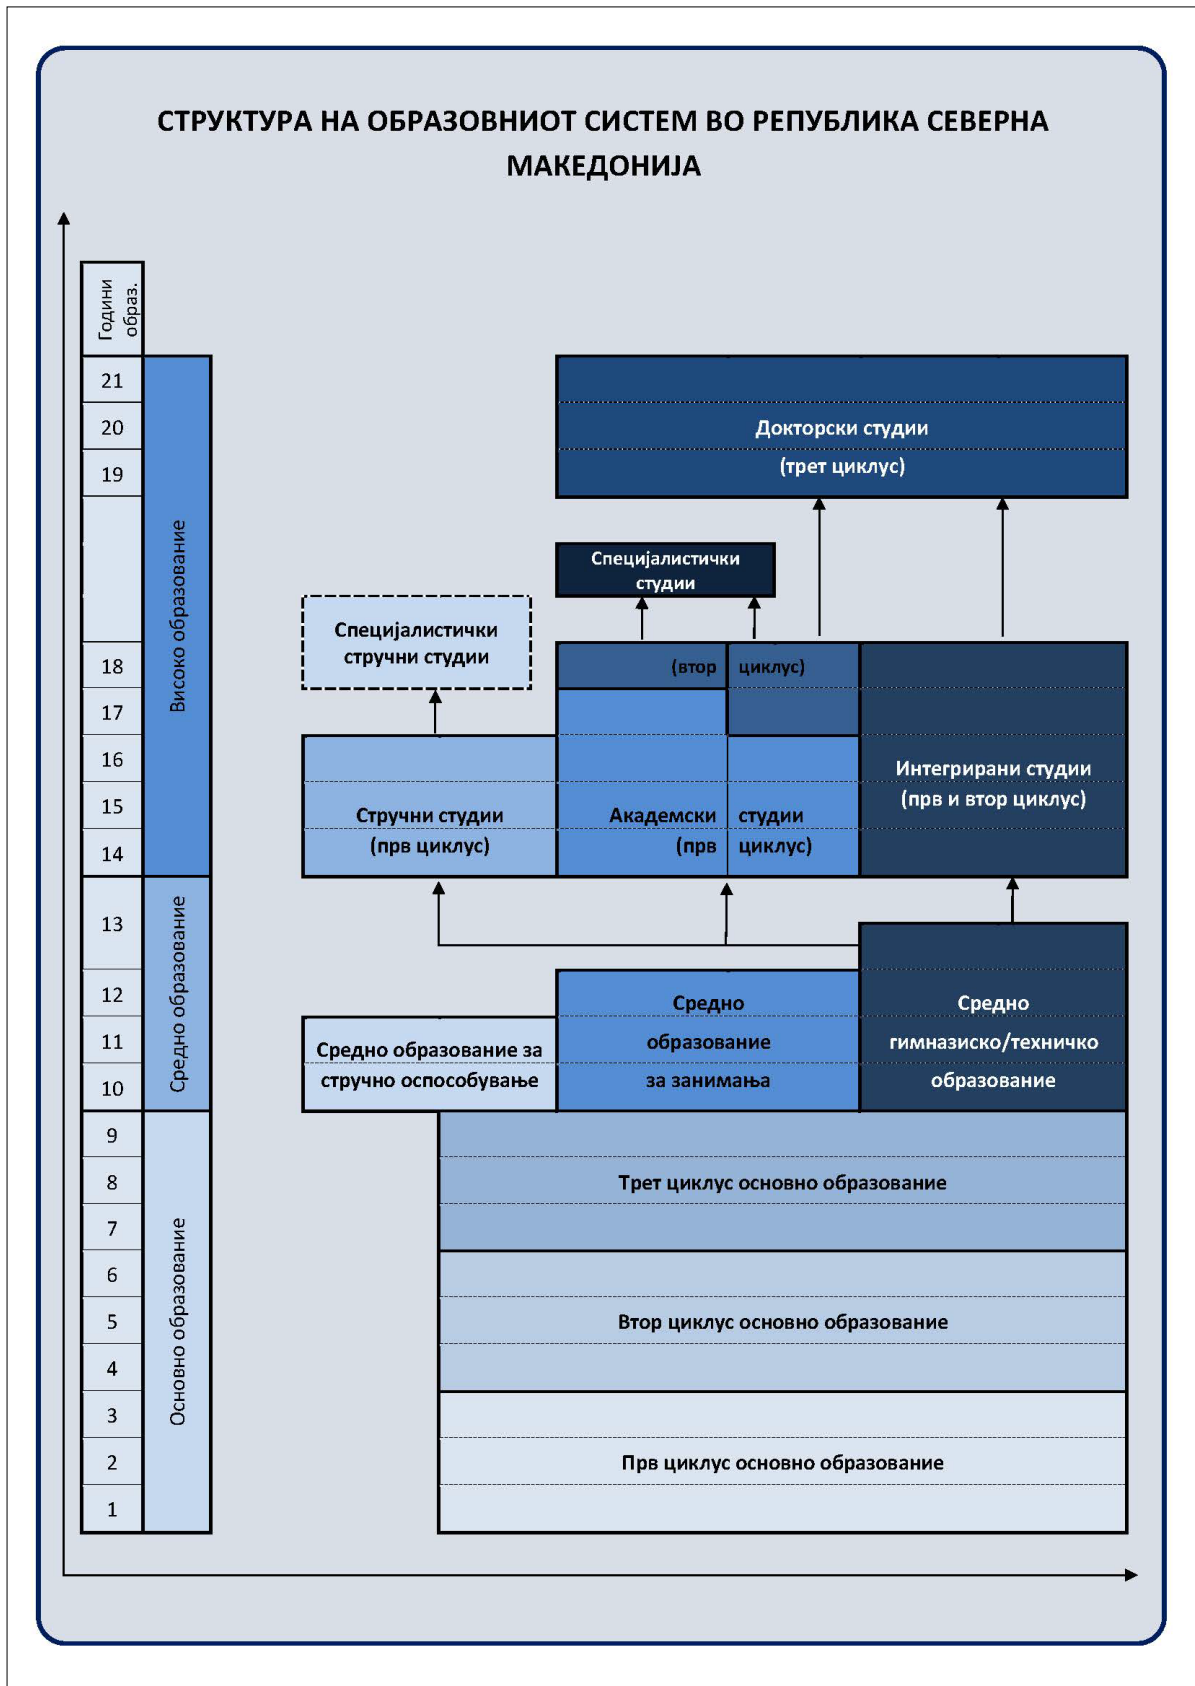 СТРУКТУРА НА ОБРАЗОВНИОТ СИСТЕМ ВО РЕПУБЛИКА СЕВЕРНА
МАКЕДОНИЈА
Години
образ.
21
20
19
18
17
16
15
14
13
12
11
10
9
8
7
6
5
4
3
2
1
Високо образование
Средно образование
Основно образование
Докторски студии
(трет циклус)
Специјалистички
студии
Специјалистички
стручни студии
(втор циклус)
Интегрирани студии
(прв и втор циклус)
Стручни студии
(прв циклус)
Академски студии
(прв циклус)
Средно образование за
стручно оспособување
Средно
образование
за занимања
Средно
гимназиско/техничко
образование
Трет циклус основно образование
Втор циклус основно образование
Прв циклус основно образование